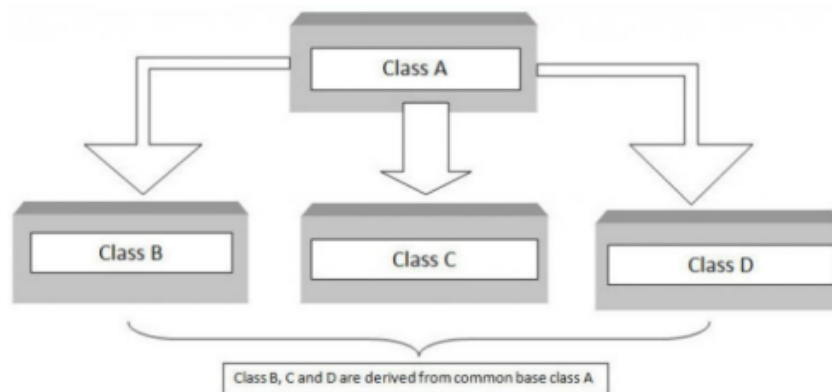 Class A
Class B
Class C
Class D
Class B, C and D are derived from common base class A